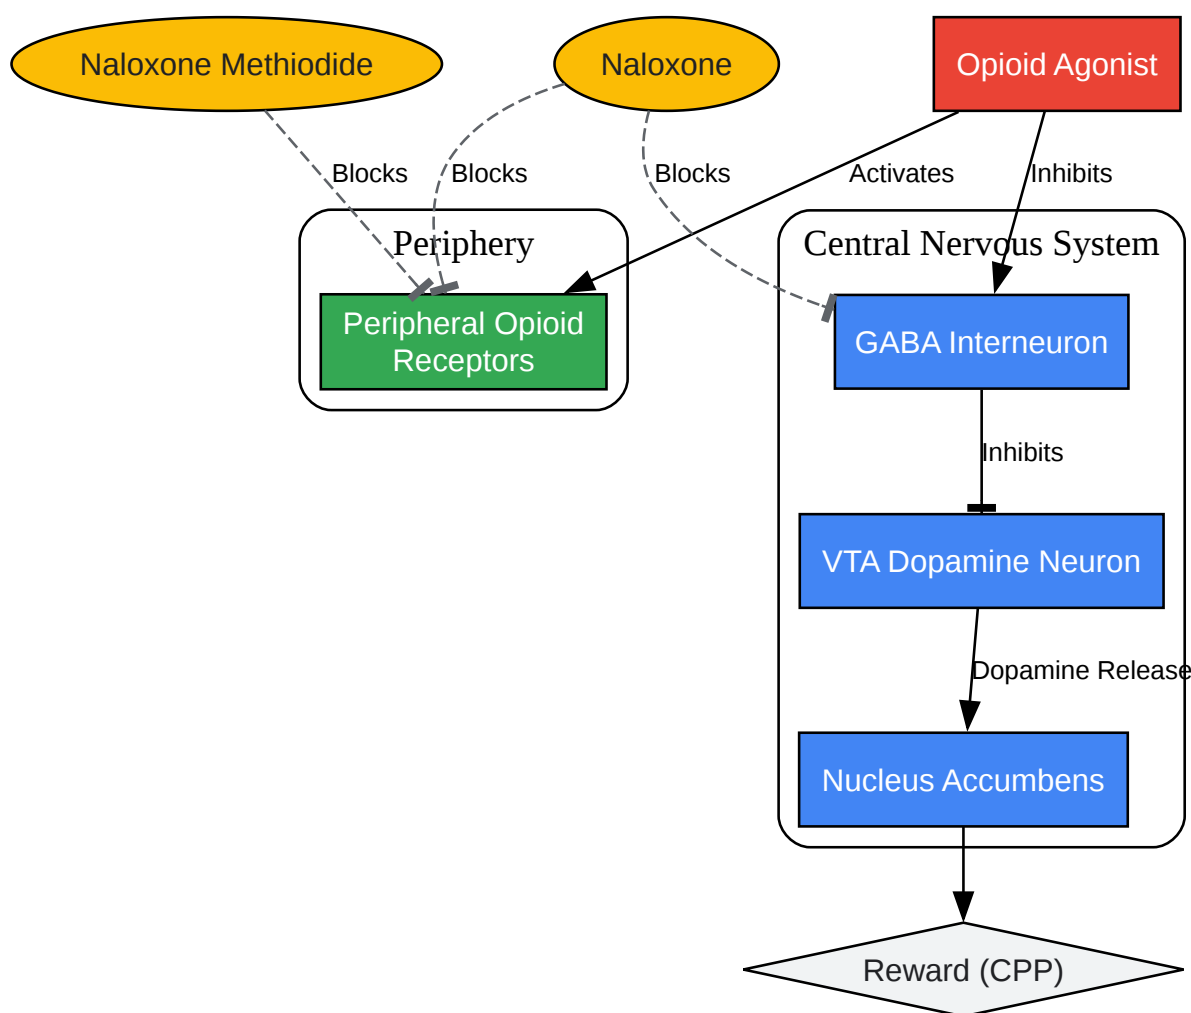 Naloxone Methiodide
Naloxone
Opioid Agonist
Blocks
Blocks
Blocks
Activates
Inhibits
Periphery
Central Nervous System
Peripheral Opioid
Receptors
GABA Interneuron
Inhibits
VTA Dopamine Neuron
Dopamine Release
Nucleus Accumbens
Reward (CPP)